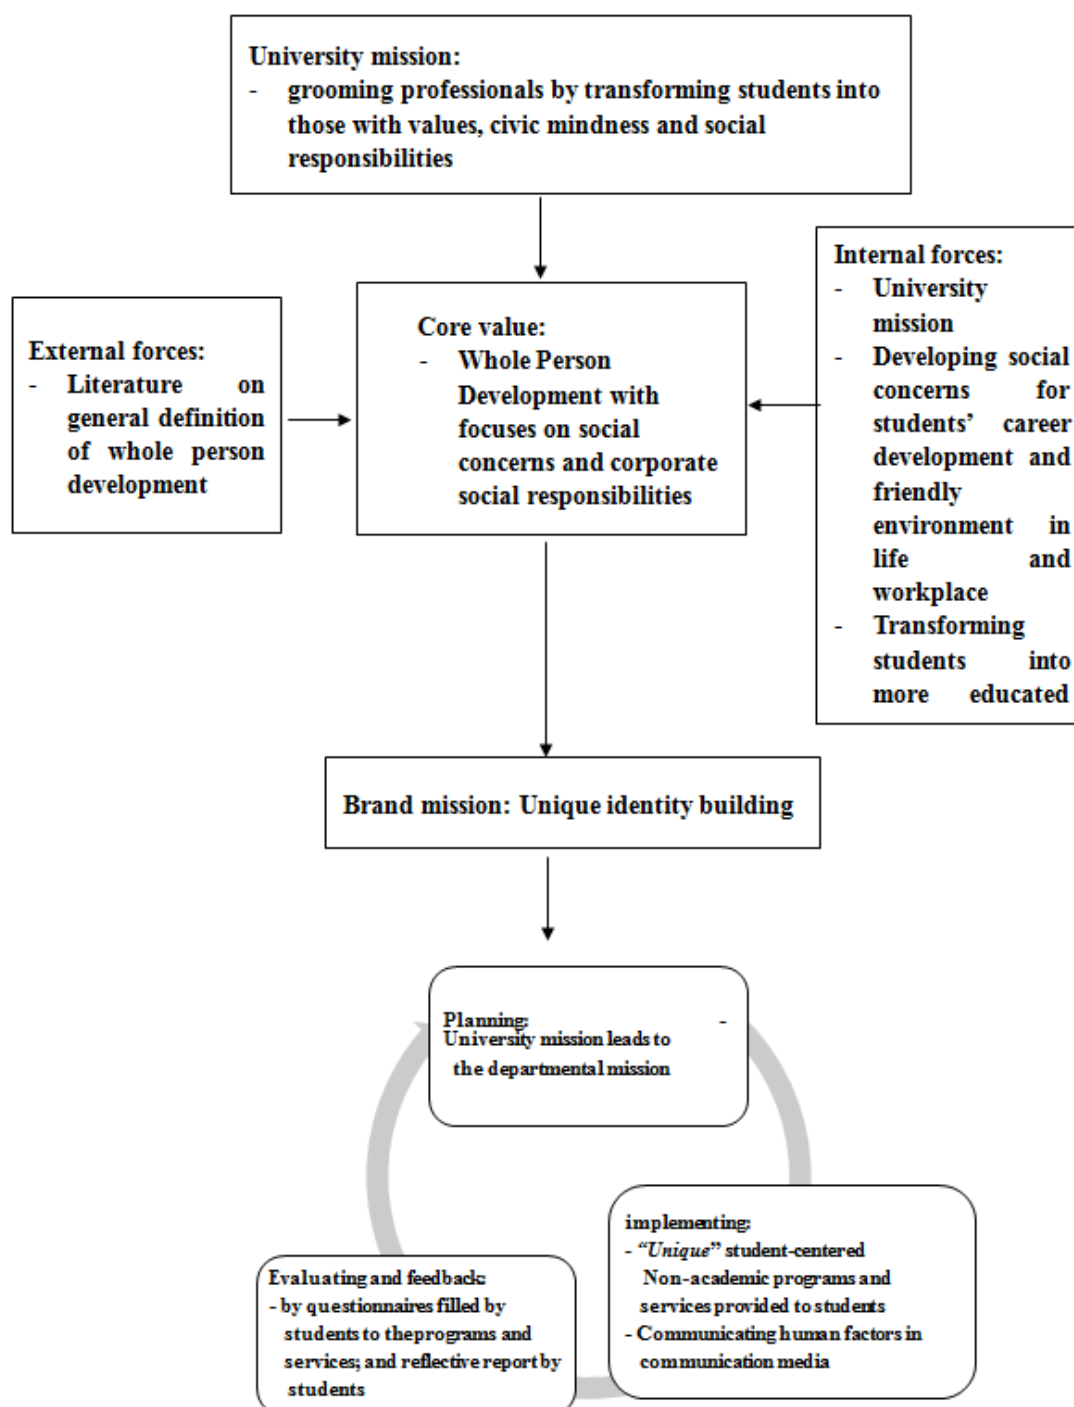 University mission:
- grooming professionals by transforming students into
those with values, civic mindness and social
responsibilities
External forces:
- Literature on
general definition
of whole person
development
Core value:
- Whole Person
Development with
focuses on social
concerns and corporate
social responsibilities
Internal forces:
- University
mission
- Developing social
concerns for
students’ career
development and
friendly
environment in
life and
workplace
- Transforming
students into
more educated
Brand mission: Unique identity building
Planning: -
University mission leads to
the departmental mission
implementing:
- “Unique” student-centered
Non-academic programs and
services provided to students
- Communicating human factors in
communication media
Evaluating and feedback:
- by questionnaires filled by
students to theprograms and
services; and reflective report by
students